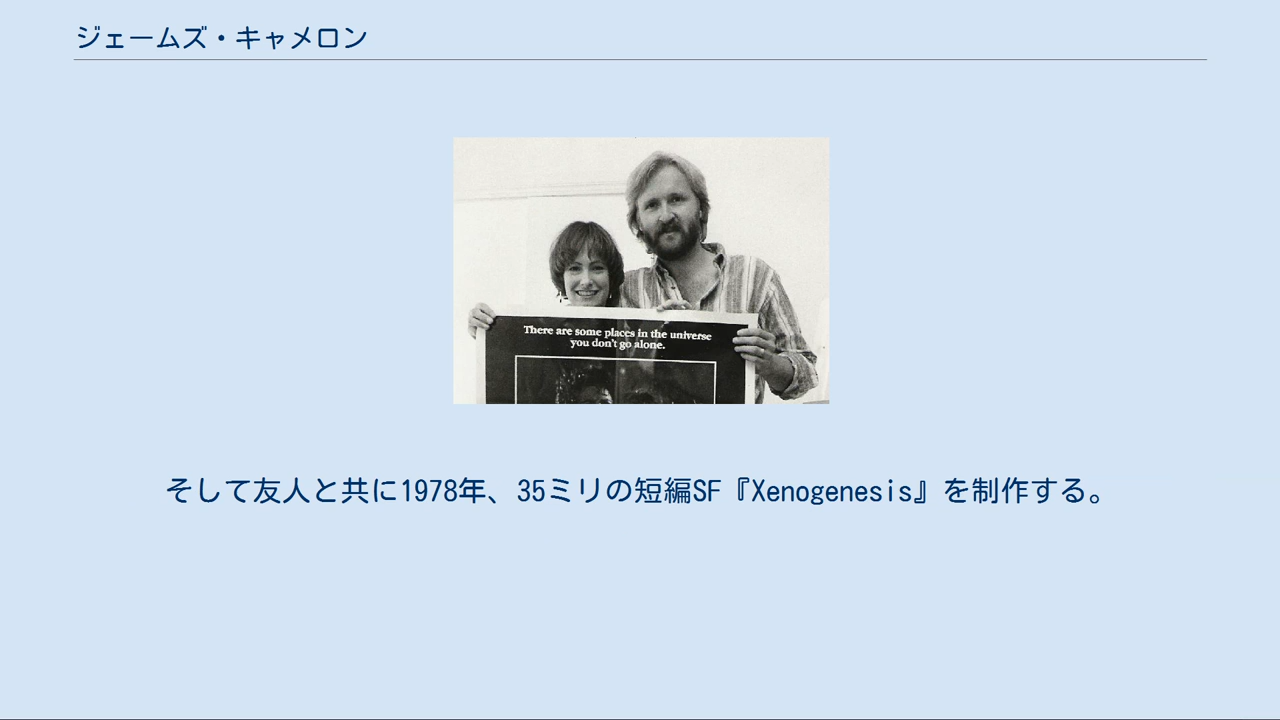 ジェームズ・キャメロン
There are some places in the universe
you don't go alone.
そして友人と共に1978年、35ミリの短編SF『Xenogenesis』を制作する。